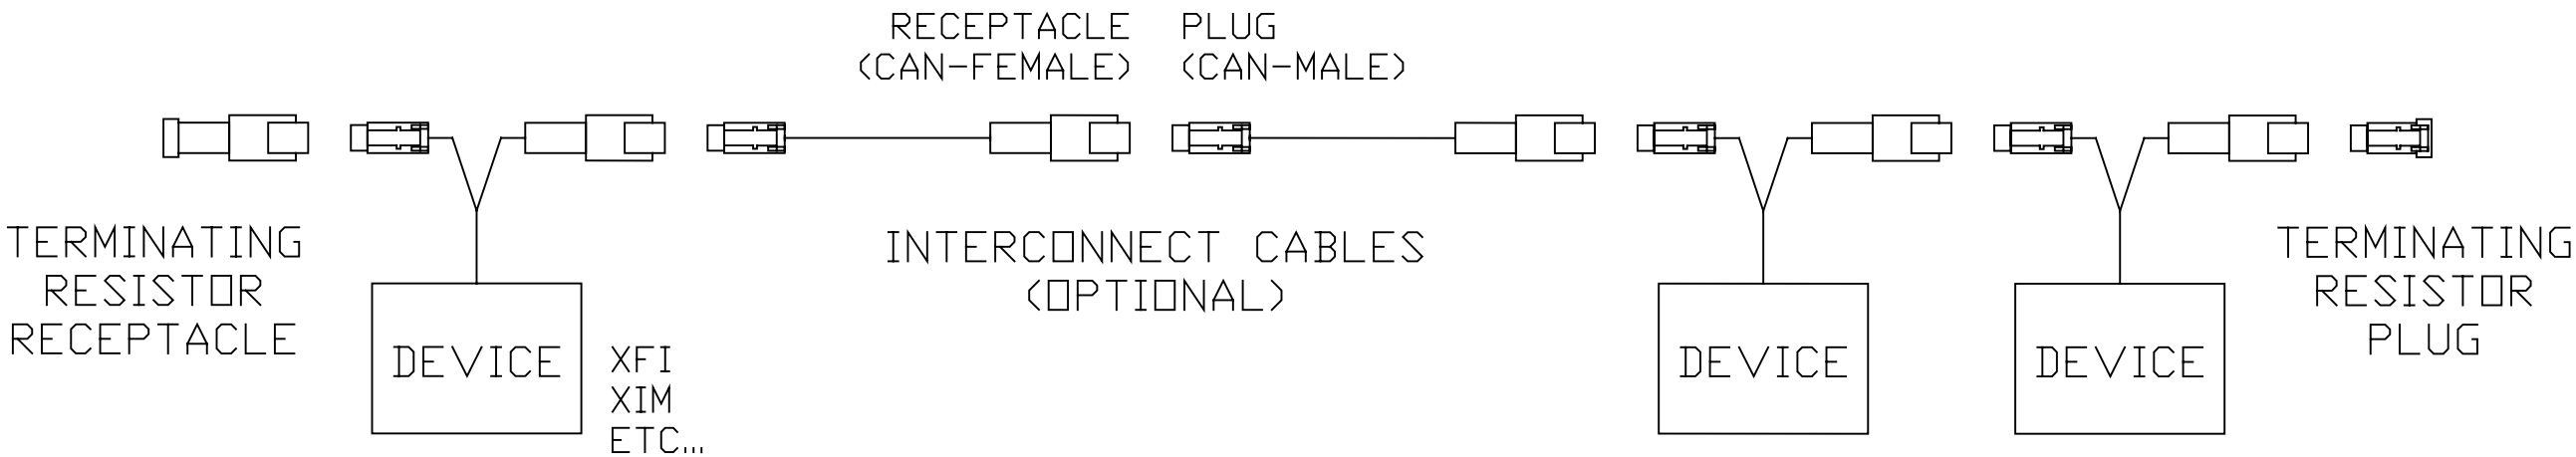 RECEPTACLE
(CAN-FEMALE)
PLUG
(CAN-MALE)
TERMINATING
RESISTOR
RECEPTACLE
INTERCONNECT CABLES
(OPTIONAL)
TERMINATING
RESISTOR
PLUG
DEVICE
XFI
XIM
ETC...
DEVICE
DEVICE